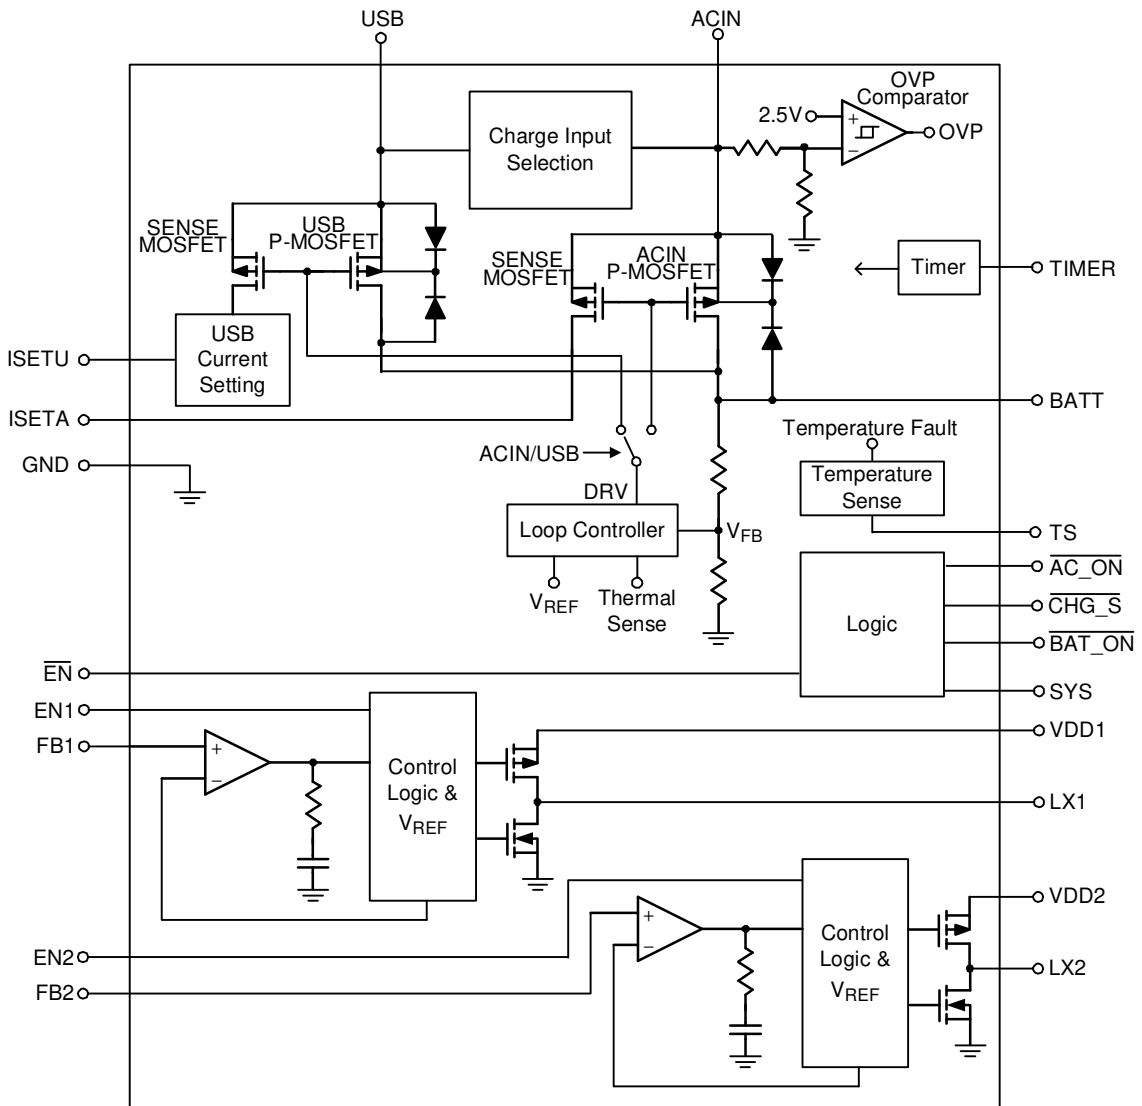 USB
ACIN
OVP
Comparator
2.5V
+
−
OVP
Charge Input
Selection
SENSE
MOSFET
USB
P-MOSFET
SENSE
MOSFET
ACIN
P-MOSFET
Timer
TIMER
USB
Current
Setting
ISETU
ISETA
GND
BATT
ACIN/USB
DRV
Loop Controller
VFB
VREF
Thermal
Sense
Temperature Fault
Temperature
Sense
TS
Logic
AC_ON
CHG_S
BAT_ON
SYS
EN
EN1
FB1
+
−
Control
Logic &
VREF
VDD1
LX1
EN2
FB2
+
−
Control
Logic &
VREF
VDD2
LX2